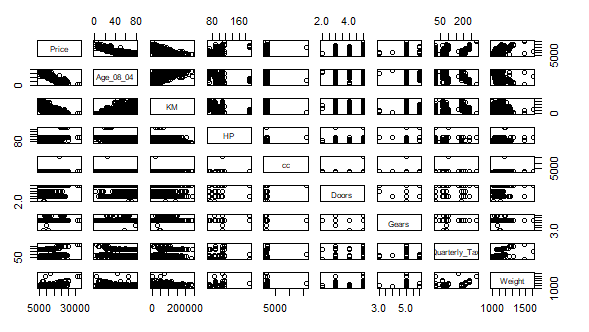 0 40 80
80 160
2.0 4.0
50 200
Price
5000
0
Age_08_04
KM
0
80
HP
cc
5000
2.0
Doors
Gears
3.0
50
Quarterly_Tax
Weight
1000
5000 30000
0 200000
5000
3.0 5.0
1000 1500